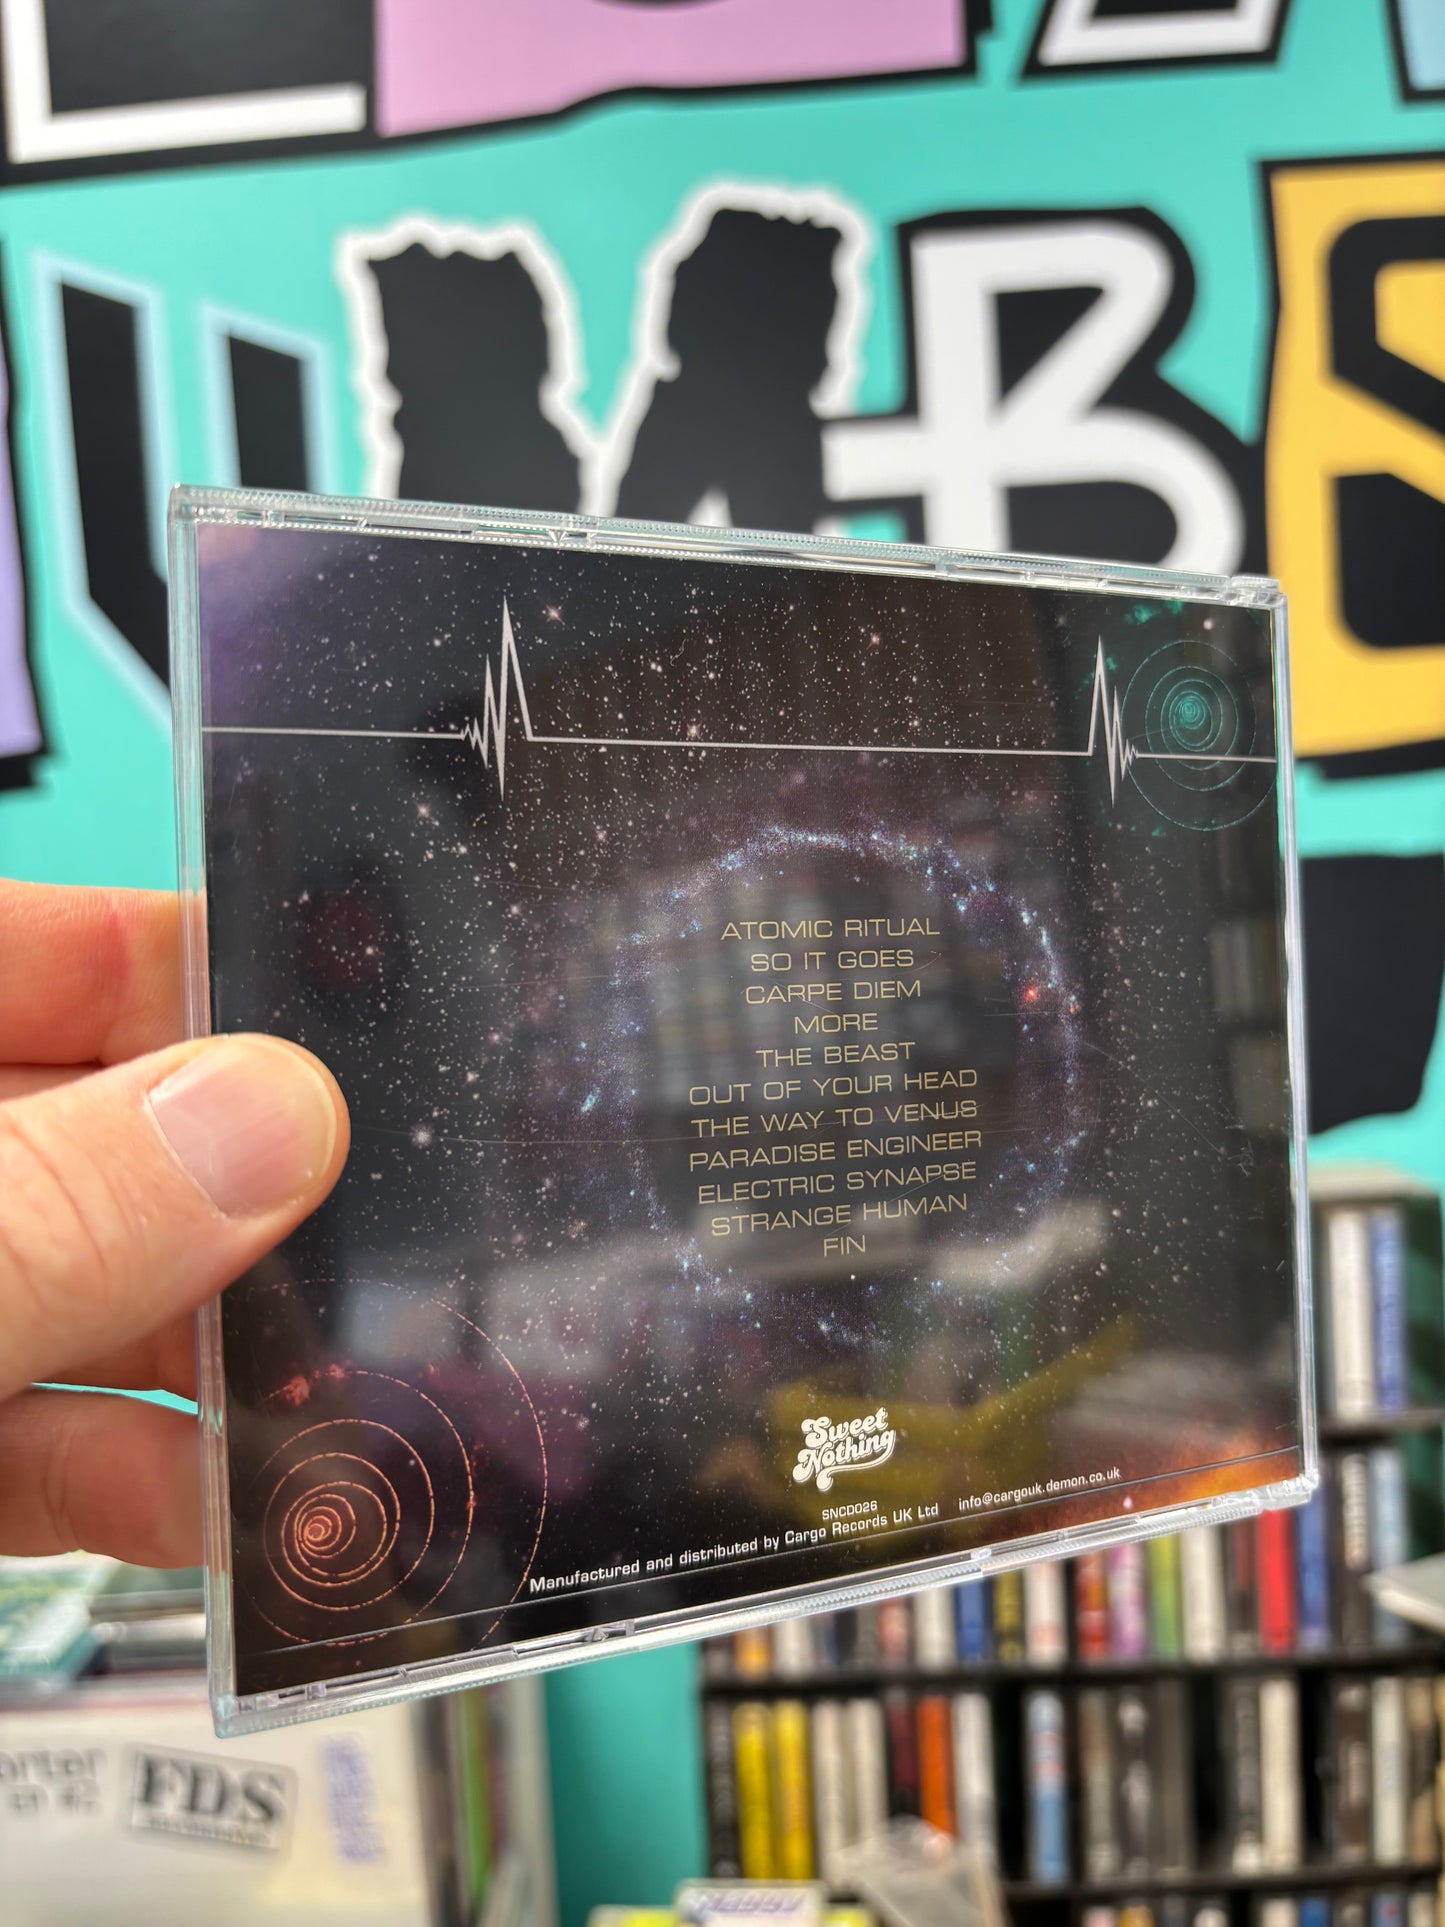 ATOMIC RITUAL
SO IT GOES
CARPE DIEM
MORE
THE BEAST
OUT OF YOUR HEAD
THE WAY TO VENUS
PARADISE ENGINEER
ELECTRIC SYNAPSE
STRANGE HUMAN
FIN
Sweet
Nothing
SNCD026
Manufactured and distributed by Cargo Records UK Ltd info@cargouk.demon.co.uk
FDS